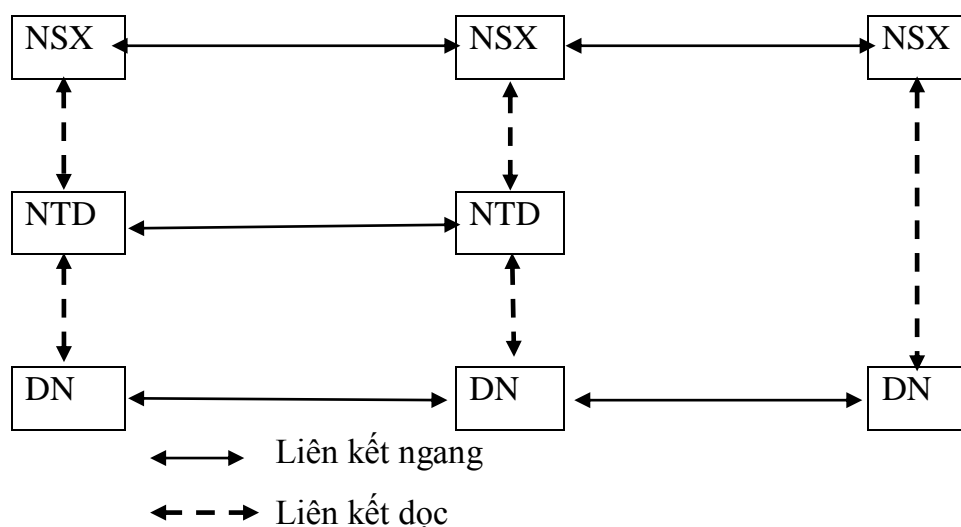 NSX NSX NSX
NTD NTD
DN DN DN
Liên kết ngang
Liên kết dọc